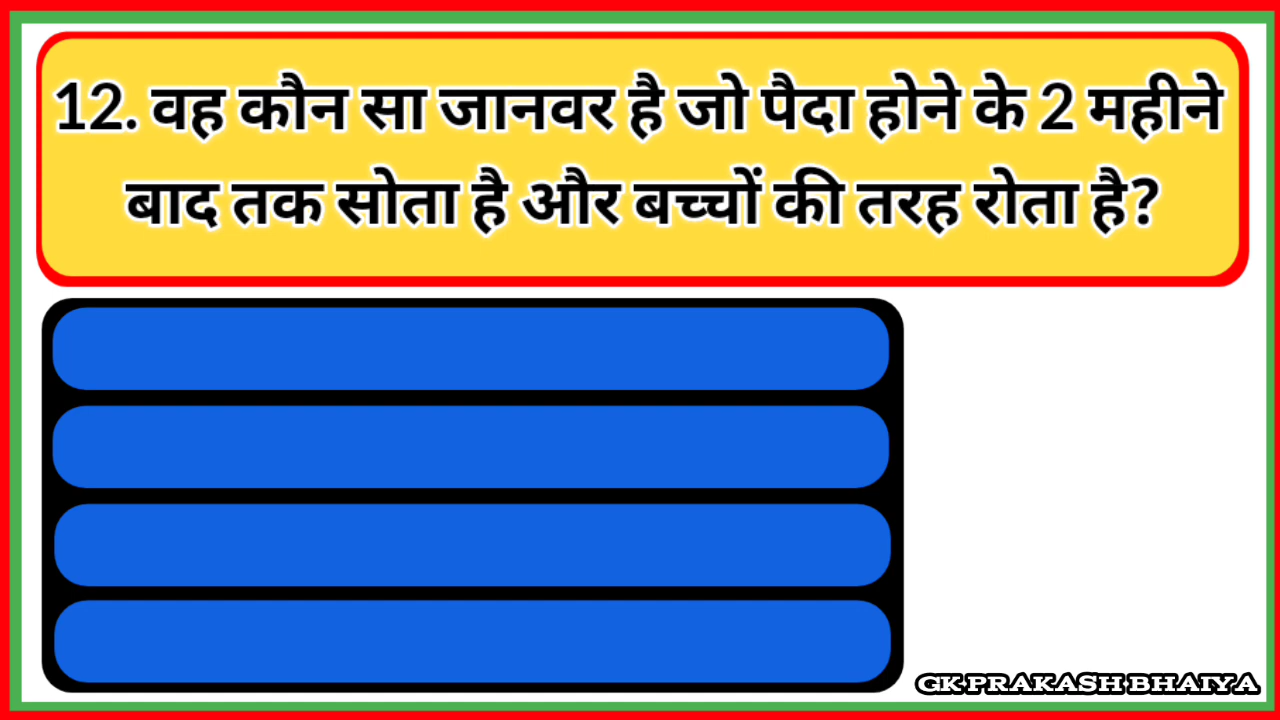 12. वह कौन सा जानवर है जो पैदा होने के 2 महीने
बाद तक सोता है और बच्चों की तरह रोता है?
GK PRAKASH BHAIYA